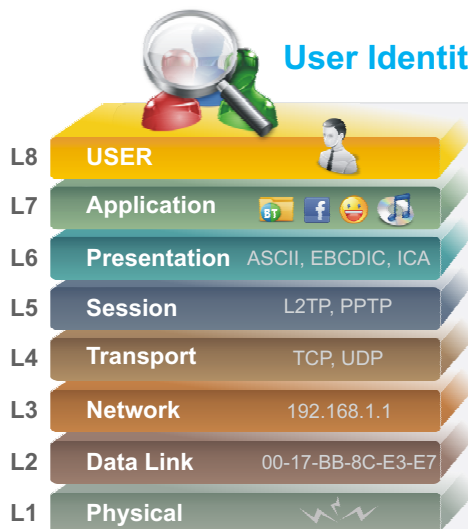 User Identit
L8 USER
L7 Application BT f
L6 Presentation ASCII, EBCDIC, ICA
L5 Session L2TP, PPTP
L4 Transport TCP, UDP
L3 Network 192.168.1.1
L2 Data Link 00-17-BB-8C-E3-E7
L1 Physical